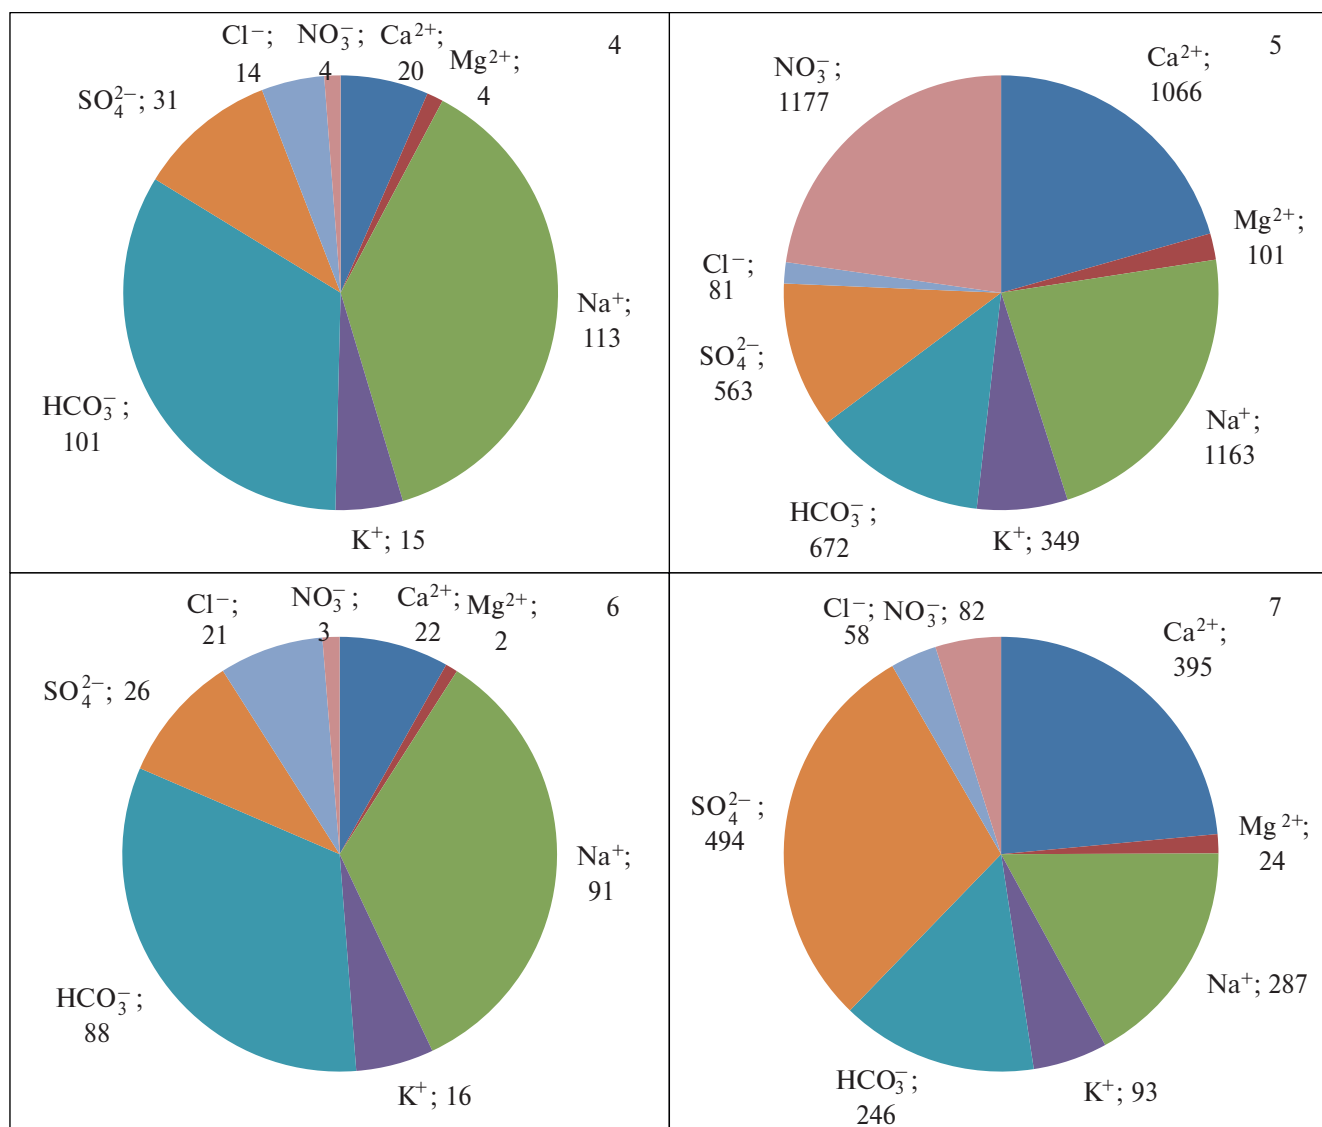 Cl⁻;
14
NO₃⁻;
4
Ca²⁺;
20
Mg²⁺;
4
4
SO₄²⁻; 31
Na⁺;
113
HCO₃⁻;
101
K⁺; 15
5
NO₃⁻;
1177
Ca²⁺;
1066
Mg²⁺;
101
Cl⁻;
81
SO₄²⁻;
563
Na⁺;
1163
HCO₃⁻;
672
K⁺; 349
Cl⁻;
21
NO₃⁻;
3
Ca²⁺;
22
Mg²⁺;
2
6
SO₄²⁻; 26
Na⁺;
91
HCO₃⁻;
88
K⁺; 16
Cl⁻;
58
NO₃⁻; 82
7
Ca²⁺;
395
SO₄²⁻;
494
Mg²⁺;
24
Na⁺; 287
HCO₃⁻;
246
K⁺; 93